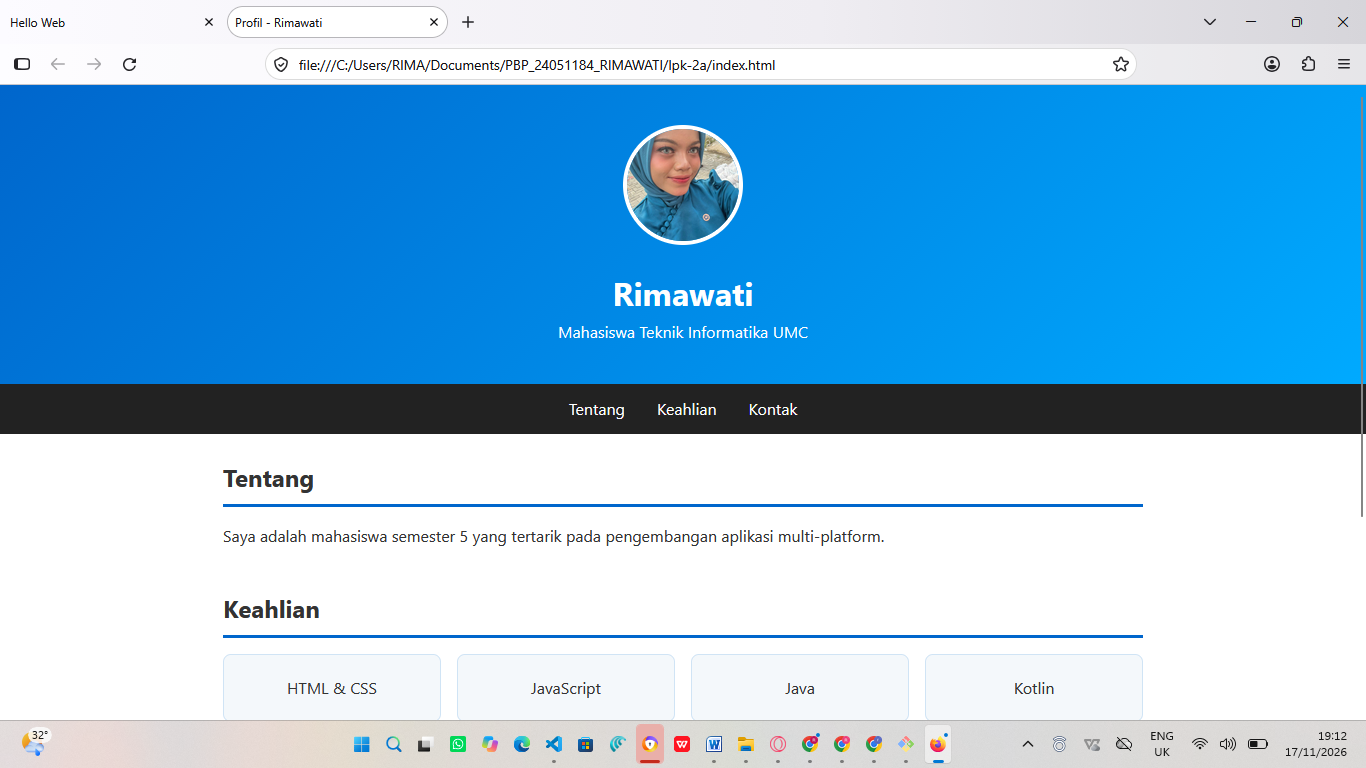 Hello Web
Profil - Rimawati
file:///C:/Users/RIMA/Documents/PBP_24051184_RIMAWATI/lpk-2a/index.html
Rimawati
Mahasiswa Teknik Informatika UMC
Tentang Keahlian Kontak
Tentang
Saya adalah mahasiswa semester 5 yang tertarik pada pengembangan aplikasi multi-platform.
Keahlian
HTML & CSS JavaScript Java Kotlin
32°
ENG
UK
19:12
17/11/2026